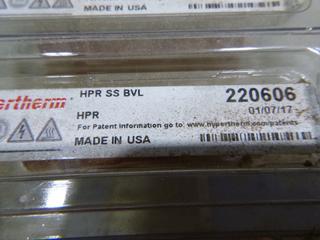 MADE IN USA
HPR SS BVL 220606
HPR 01/07/17
For Patent information go to: www.hypertherm.com/patents
MADE IN USA